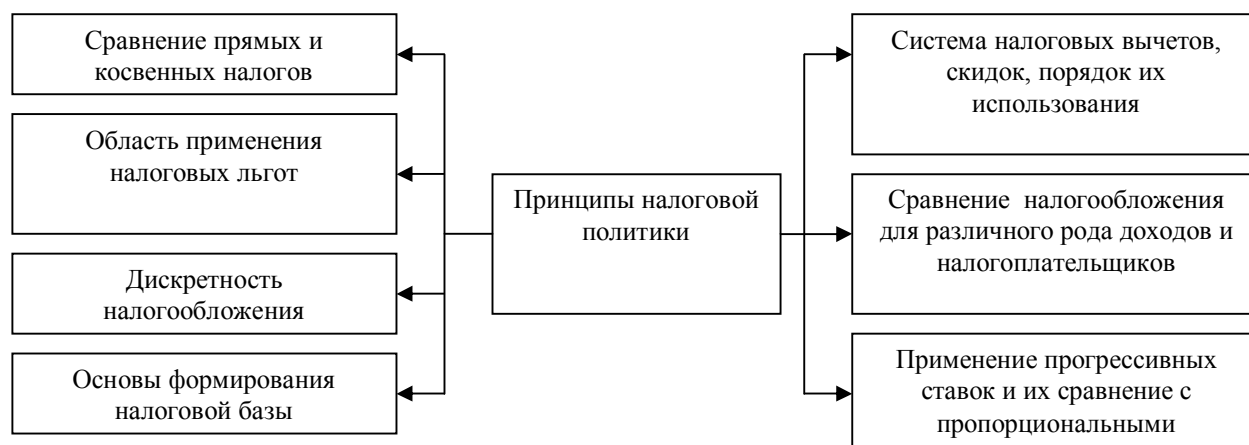 Сравнение прямых и
косвенных налогов
Область применения
налоговых льгот
Дискретность
налогообложения
Основы формирования
налоговой базы
Принципы налоговой
политики
Система налоговых вычетов,
скидок, порядок их
использования
Сравнение налогообложения
для различного рода доходов и
налогоплательщиков
Применение прогрессивных
ставок и их сравнение с
пропорциональными